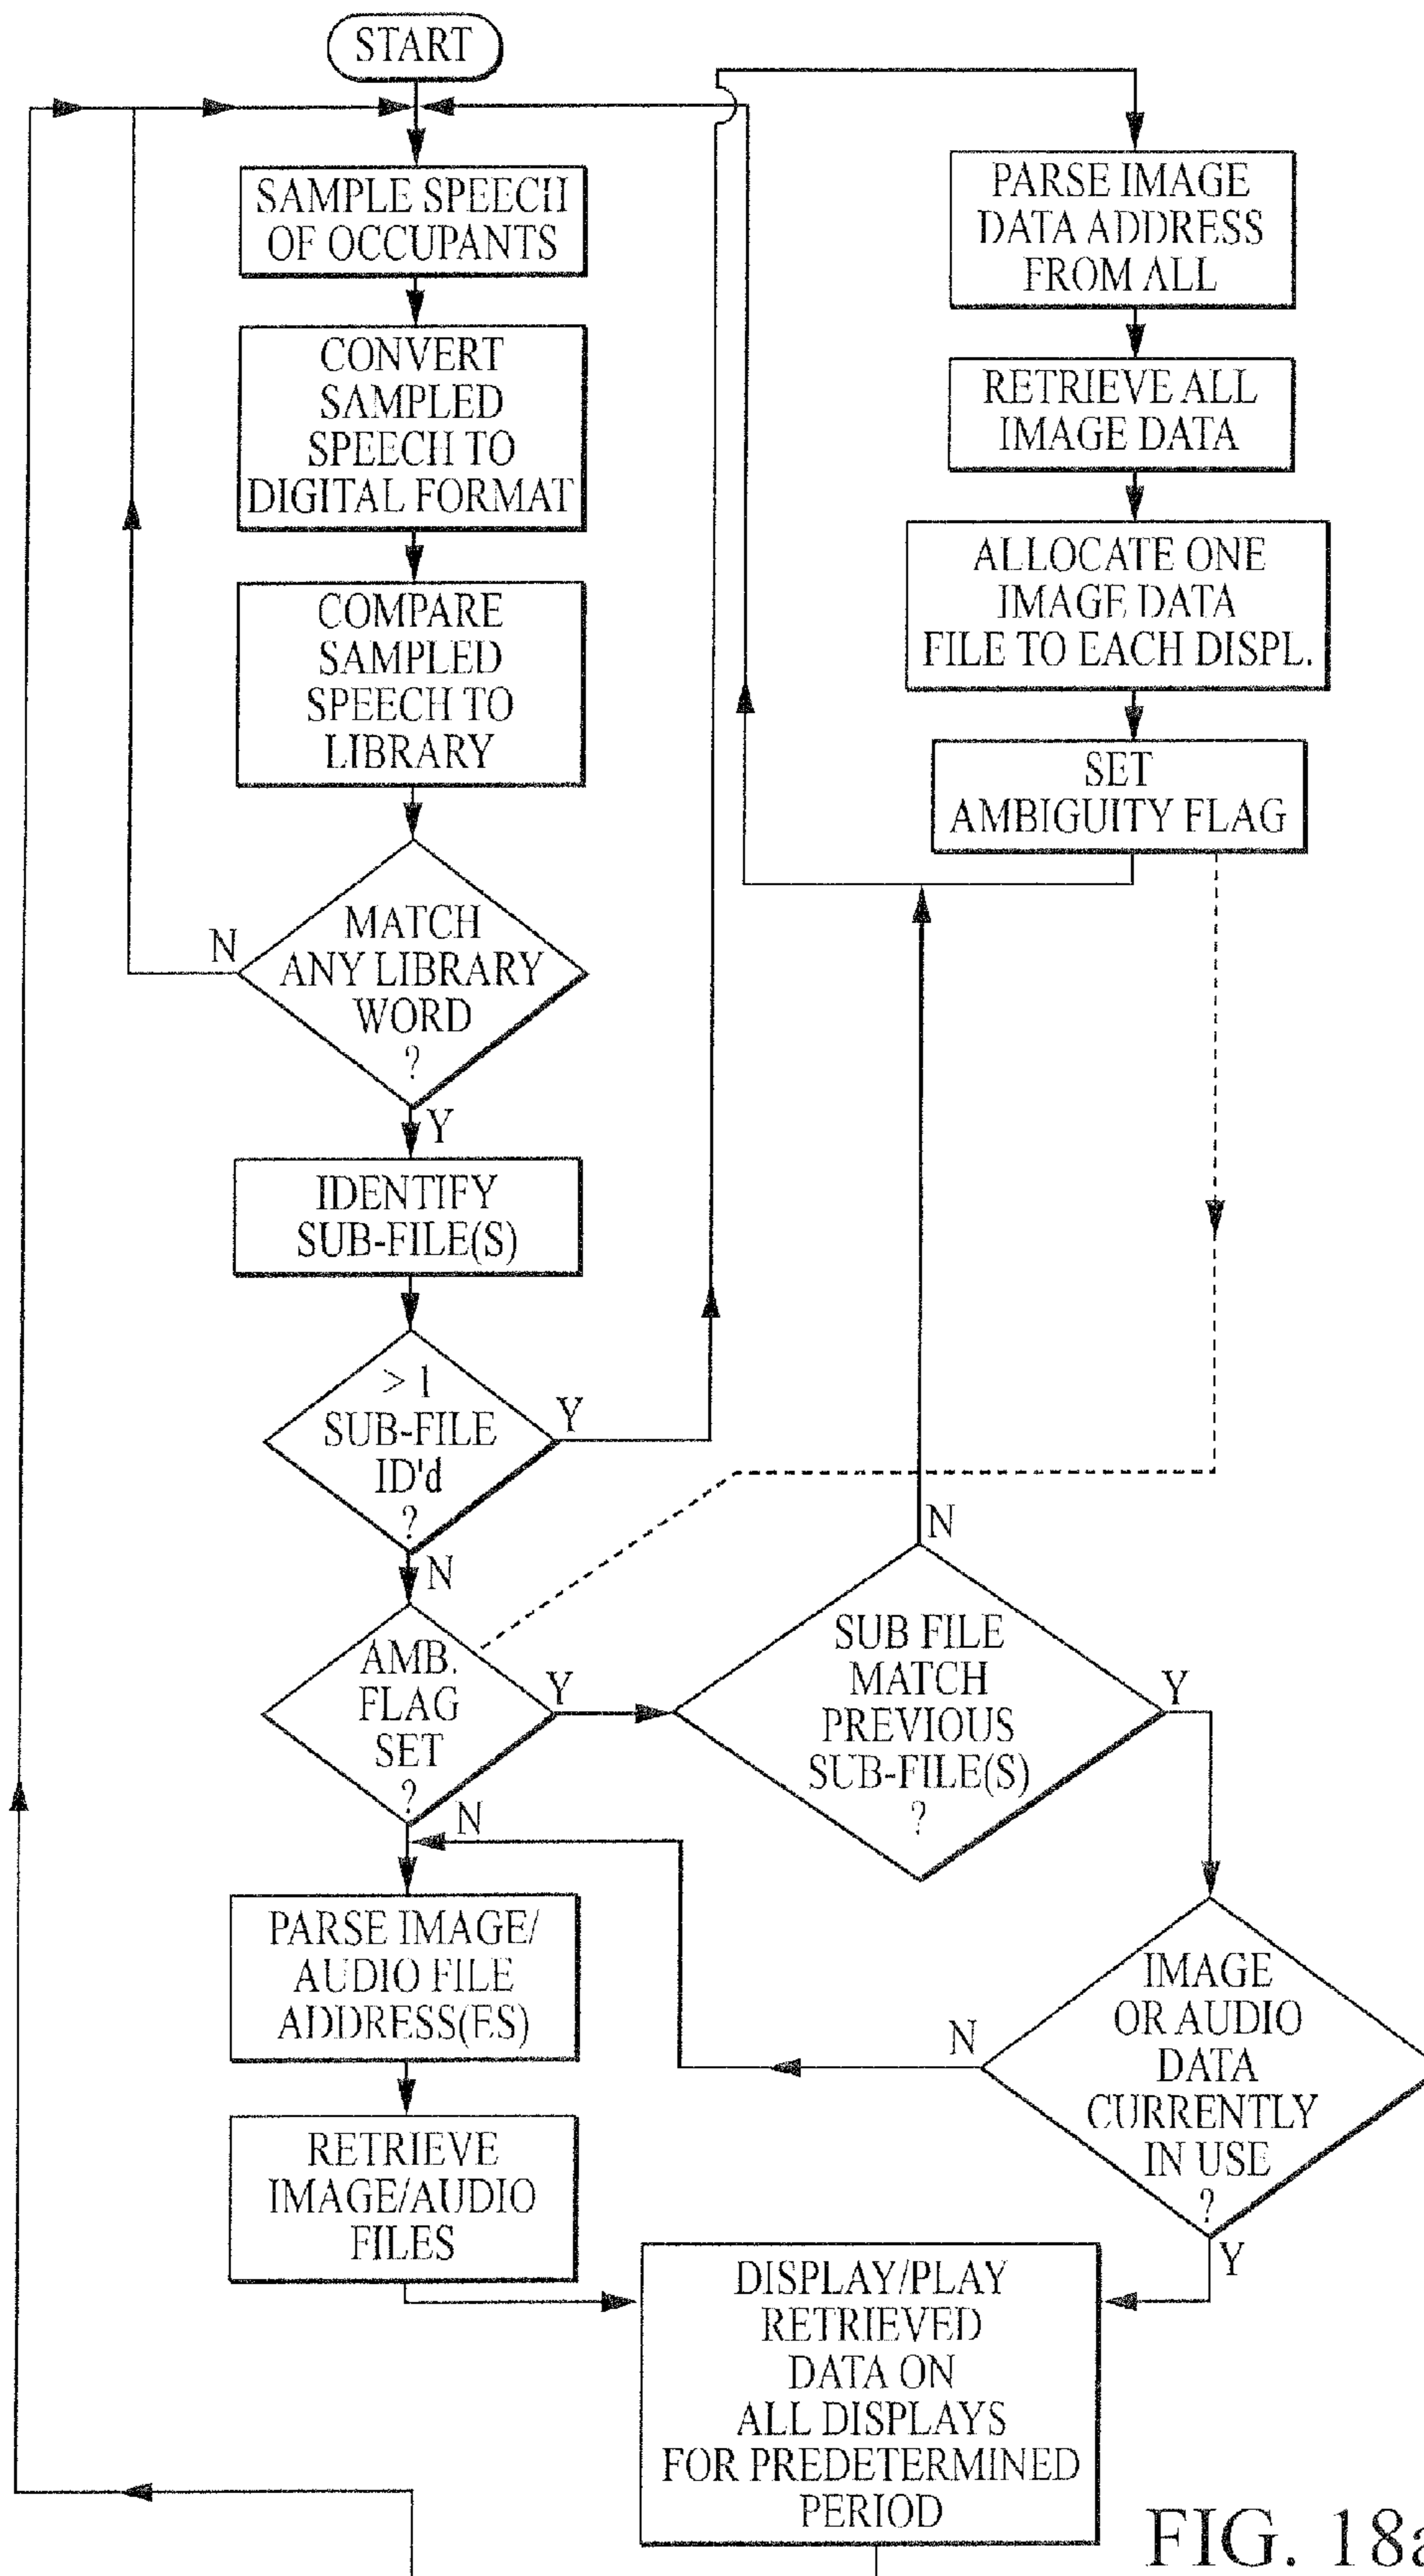 START
SAMPLE SPEECH
OF OCCUPANTS
CONVERT
SAMPLED
SPEECH TO
DIGITAL FORMAT
COMPARE
SAMPLED
SPEECH TO
LIBRARY
MATCH
ANY LIBRARY
WORD
?
N
Y
IDENTIFY
SUB-FILE(S)
> 1
SUB-FILE
ID'd
?
Y
N
AMB.
FLAG
SET
?
Y
N
PARSE IMAGE/
AUDIO FILE
ADDRESS(ES)
RETRIEVE
IMAGE/AUDIO
FILES
PARSE IMAGE
DATA ADDRESS
FROM ALL
RETRIEVE ALL
IMAGE DATA
ALLOCATE ONE
IMAGE DATA
FILE TO EACH DISPL.
SET
AMBIGUITY FLAG
N
SUB FILE
MATCH
PREVIOUS
SUB-FILE(S)
?
Y
IMAGE
OR AUDIO
DATA
CURRENTLY
IN USE
?
N
Y
DISPLAY/PLAY
RETRIEVED
DATA ON
ALL DISPLAYS
FOR PREDETERMINED
PERIOD
FIG. 18a